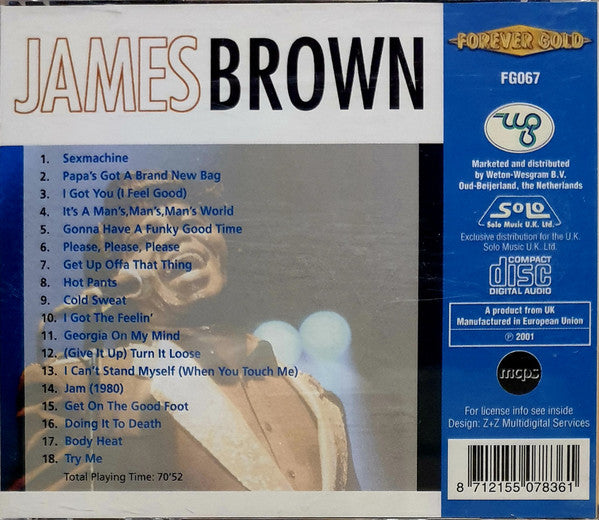 JAMES BROWN
1. Sexmachine
2. Papa's Got A Brand New Bag
3. I Got You (I Feel Good)
4. It's A Man's,Man's,Man's World
5. Gonna Have A Funky Good Time
6. Please, Please, Please
7. Get Up Offa That Thing
8. Hot Pants
9. Cold Sweat
10. I Got The Feelin'
11. Georgia On My Mind
12. (Give It Up) Turn It Loose
13. I Can't Stand Myself (When You Touch Me)
14. Jam (1980)
15. Get On The Good Foot
16. Doing It To Death
17. Body Heat
18. Try Me
Total Playing Time: 70'52
FOREVER GOLD
FG067
wg
Marketed and distributed
by Weton-Wesgram B.V.
Oud-Beijerland, the Netherlands
SOLO
Solo Music U.K. Ltd.
Exclusive distribution for the U.K.
Solo Music U.K. Ltd.
COMPACT
disc
DIGITAL AUDIO
A product from UK
Manufactured in European Union
℗ 2001
mcps
For license info see inside
Design: Z+Z Multidigital Services
8 712155 078361